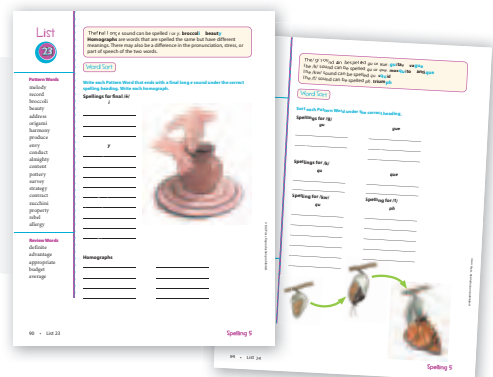 List
23
The final long e sound can be spelled i or y: broccoli beauty
Homographs are words that are spelled the same but have different
meanings. There may also be a difference in the pronunciation, stress, or
part of speech of the two words.
Word Sort
Pattern Words
melody
record
broccoli
beauty
address
origami
harmony
produce
envy
conduct
almighty
content
pottery
survey
strategy
contract
zucchini
property
rebel
allergy
Review Words
definite
advantage
appropriate
budget
average
Write each Pattern Word that ends with a final long e sound under the correct
spelling heading. Write each homograph.
Spellings for final /ē/
i
y
Homographs
90 • List 23
Spelling 5
Word Sort
Sort each Pattern Word under the correct heading.
Spellings for /g/
gu
gue
Spellings for /k/
qu
que
Spelling for /kw/
qu
Spelling for /f/
ph
94 • List 24
Spelling 5